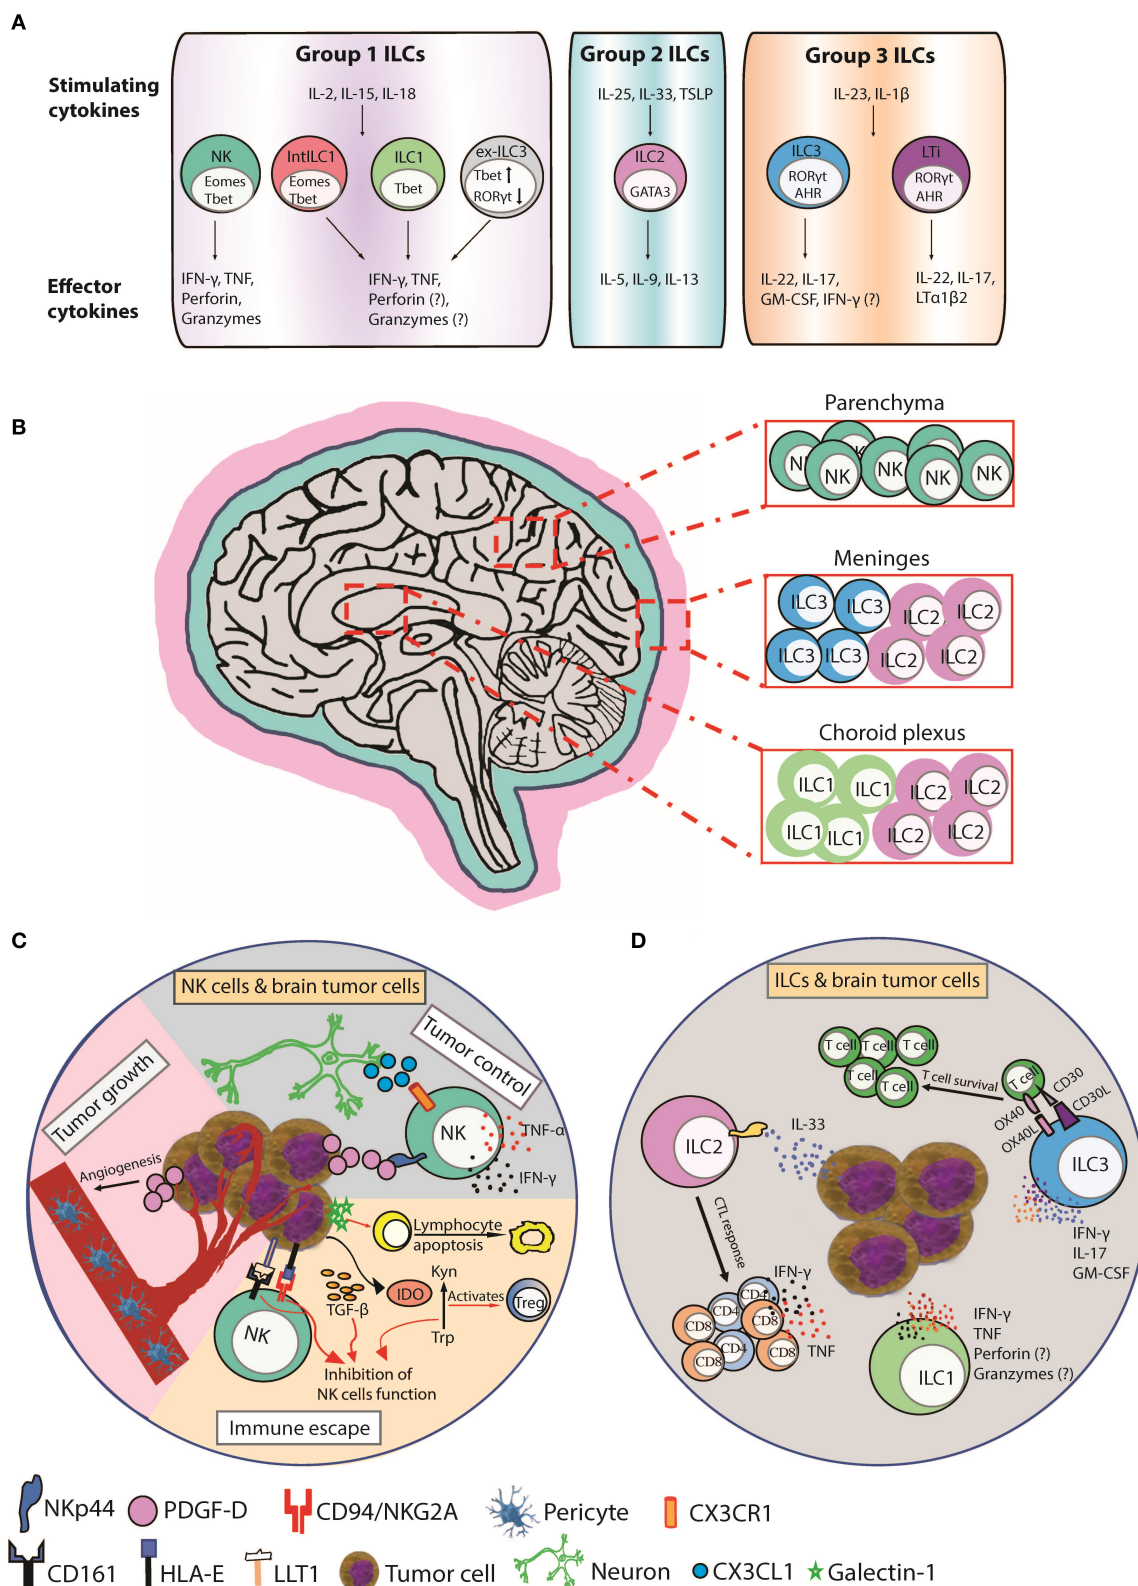 A
Group 1 ILCs
Group 2 ILCs
Group 3 ILCs
Stimulating
cytokines
IL-2, IL-15, IL-18
IL-25, IL-33, TSLP
IL-23, IL-1β
NK
Eomes
Tbet
IntILC1
Eomes
Tbet
ILC1
Tbet
ex-ILC3
Tbet
RORγt
ILC2
GATA3
ILC3
RORγt
AHR
LTi
RORγt
AHR
Effector
cytokines
IFN-γ, TNF,
Perforin,
Granzymes
IFN-γ, TNF,
Perforin (?),
Granzymes (?)
IL-5, IL-9, IL-13
IL-22, IL-17,
GM-CSF, IFN-γ (?)
IL-22, IL-17,
LTα1β2
B
Parenchyma
NK
NK
NK
NK
NK
Meninges
ILC3
ILC3
ILC2
ILC2
ILC3
ILC3
ILC2
ILC2
Choroid plexus
ILC1
ILC1
ILC2
ILC2
ILC1
ILC1
ILC2
ILC2
C
NK cells & brain tumor cells
Tumor growth
Tumor control
Angiogenesis
NK
TNF-α
IFN-γ
Lymphocyte
apoptosis
TGF-β
IDO
Kyn
Trp
Activates
Treg
NK
Inhibition of
NK cells function
Immune escape
D
ILCs & brain tumor cells
T cell
T cell
T cell
T cell
T cell
T cell survival
T cell
CD30
CD30L
OX40
OX40L
ILC3
IFN-γ
IL-17
GM-CSF
ILC2
IL-33
CTL response
IFN-γ
TNF
CD4
CD4
CD8
CD8
CD4
CD8
CD8
IFN-γ
TNF
Perforin (?)
Granzymes (?)
ILC1
NKp44
PDGF-D
CD94/NKG2A
Pericyte
CX3CR1
CD161
HLA-E
LLT1
Tumor cell
Neuron
CX3CL1
Galectin-1